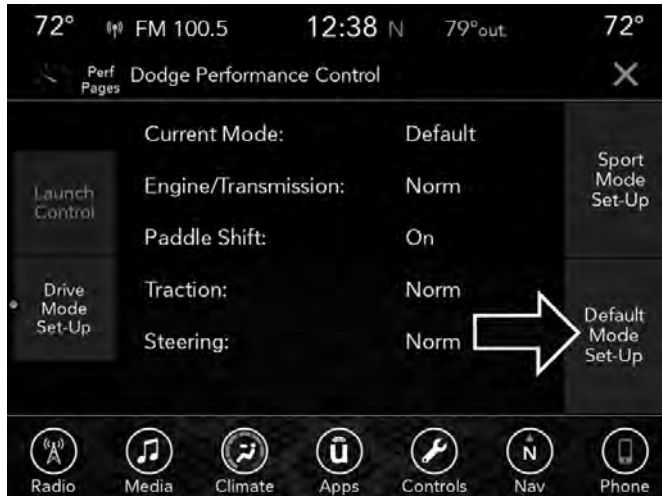 72° FM 100.5 12:38 N 79°out 72°
Perf
Pages
Dodge Performance Control
Current Mode: Default
Engine/Transmission: Norm
Paddle Shift: On
Traction: Norm
Steering: Norm
Launch
Control
Drive
Mode
Set-Up
Sport
Mode
Set-Up
Default
Mode
Set-Up
Radio
Media
Climate
ū
Apps
Controls
N
Nav
Phone